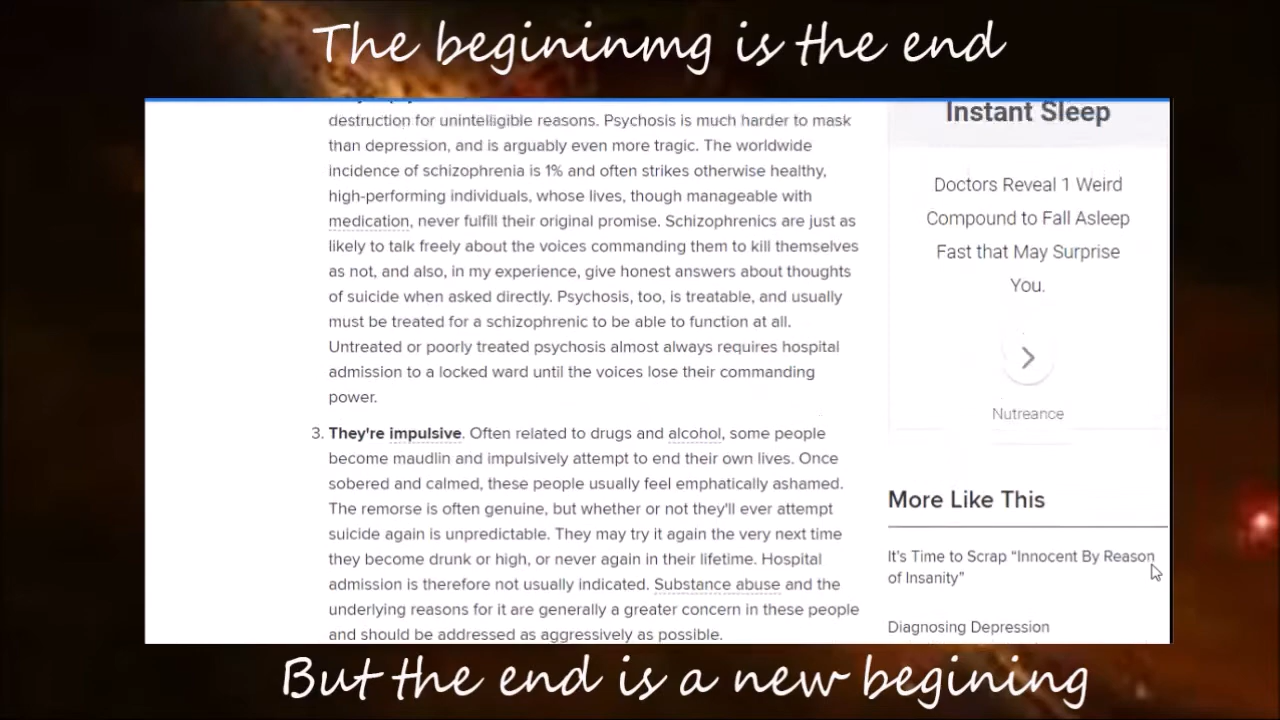 The begininmg is the end
destruction for unintelligible reasons. Psychosis is much harder to mask
than depression, and is arguably even more tragic. The worldwide
incidence of schizophrenia is 1% and often strikes otherwise healthy,
high-performing individuals, whose lives, though manageable with
medication, never fulfill their original promise. Schizophrenics are just as
likely to talk freely about the voices commanding them to kill themselves
as not, and also, in my experience, give honest answers about thoughts
of suicide when asked directly. Psychosis, too, is treatable, and usually
must be treated for a schizophrenic to be able to function at all.
Untreated or poorly treated psychosis almost always requires hospital
admission to a locked ward until the voices lose their commanding
power.
3. They're impulsive. Often related to drugs and alcohol, some people
become maudlin and impulsively attempt to end their own lives. Once
sobered and calmed, these people usually feel emphatically ashamed.
The remorse is often genuine, but whether or not they'll ever attempt
suicide again is unpredictable. They may try it again the very next time
they become drunk or high, or never again in their lifetime. Hospital
admission is therefore not usually indicated. Substance abuse and the
underlying reasons for it are generally a greater concern in these people
and should be addressed as aggressively as possible.
Instant Sleep
Doctors Reveal 1 Weird
Compound to Fall Asleep
Fast that May Surprise
You.
Nutreance
More Like This
It's Time to Scrap “Innocent By Reason
of Insanity”
Diagnosing Depression
But the end is a new begining